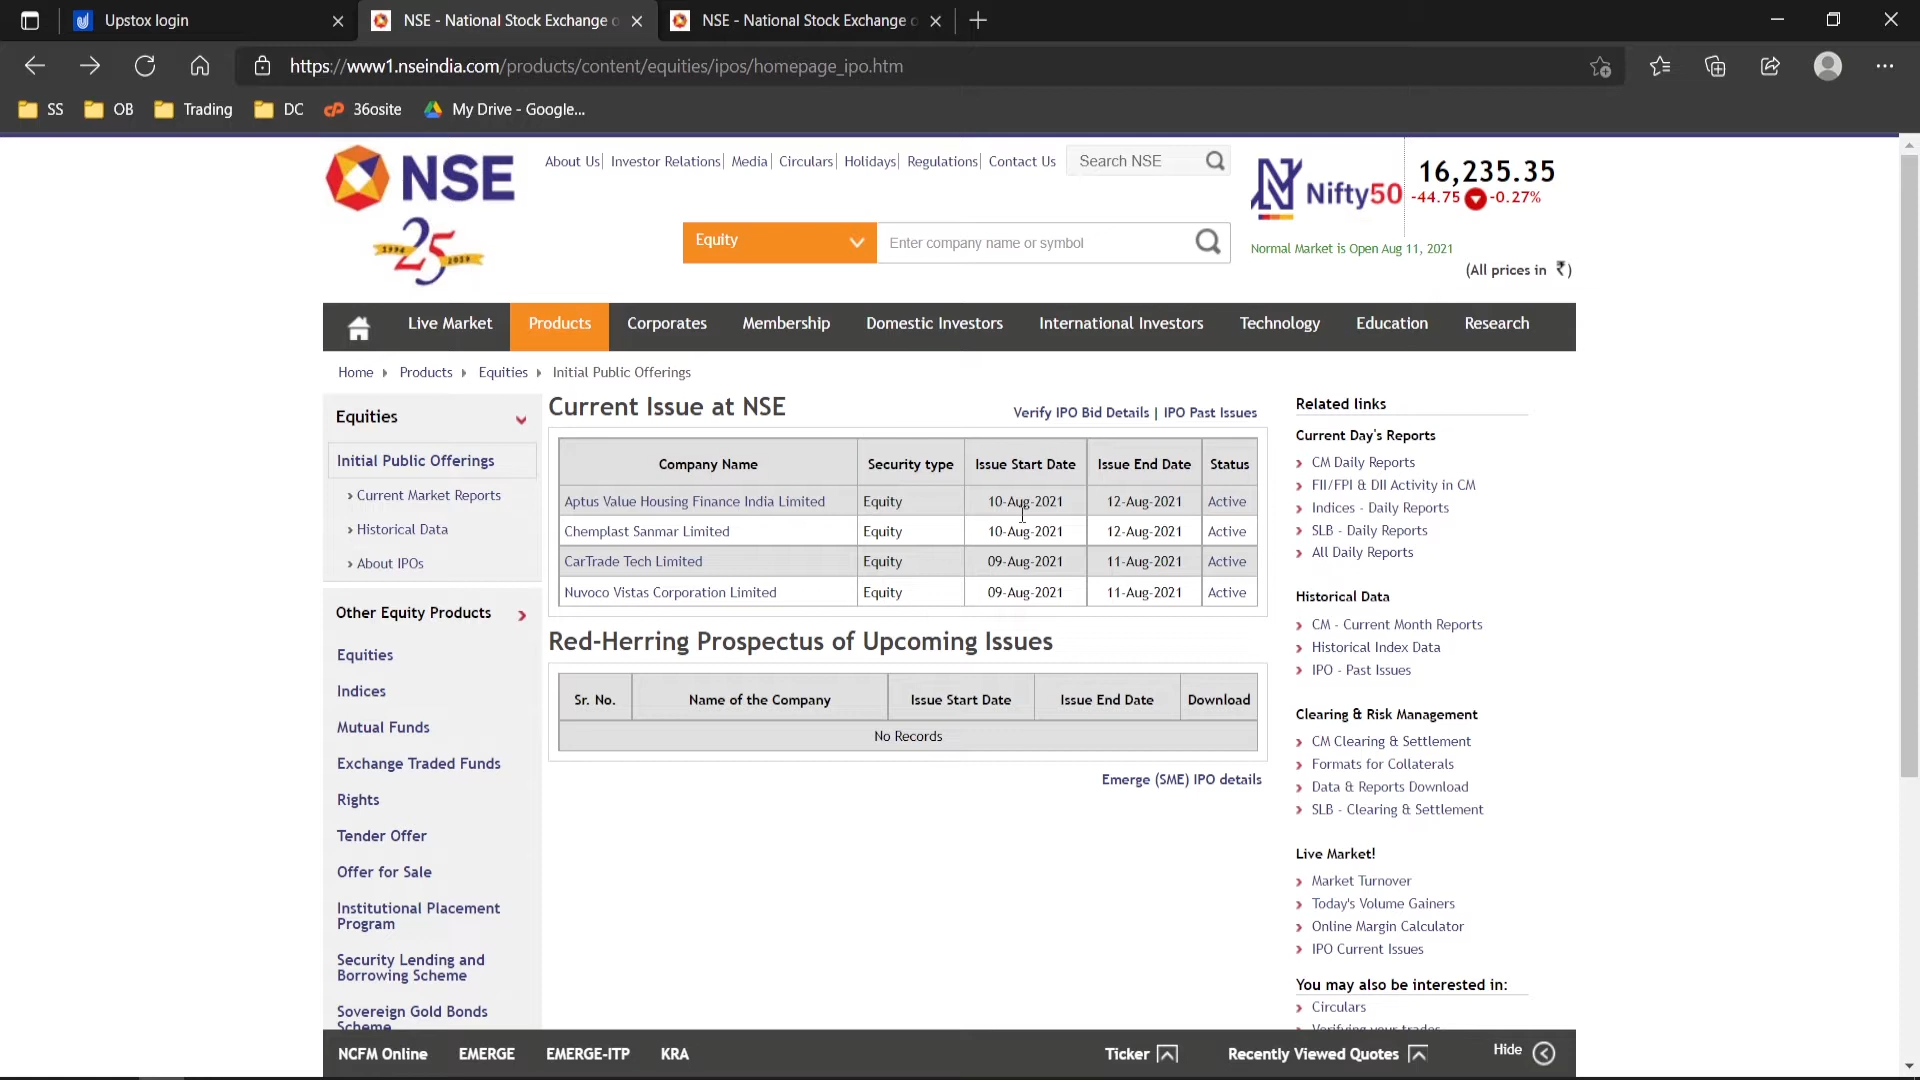 Upstox login
NSE - National Stock Exchange o
NSE - National Stock Exchange o
https://www1.nseindia.com/products/content/equities/ipos/homepage_ipo.htm
SS
OB
Trading
DC
36osite
My Drive - Google...
NSE
1994 25 2019
About Us| Investor Relations| Media| Circulars| Holidays| Regulations| Contact Us
Search NSE
Equity
Enter company name or symbol
Nifty50
16,235.35
-44.75 -0.27%
Normal Market is Open Aug 11, 2021
(All prices in ₹)
Live Market Products Corporates Membership Domestic Investors International Investors Technology Education Research
Home Products Equities Initial Public Offerings
Equities
Initial Public Offerings
Current Market Reports
Historical Data
About IPOs
Other Equity Products
Equities
Indices
Mutual Funds
Exchange Traded Funds
Rights
Tender Offer
Offer for Sale
Institutional Placement
Program
Security Lending and
Borrowing Scheme
Sovereign Gold Bonds
Scheme
Current Issue at NSE
Verify IPO Bid Details | IPO Past Issues
Company Name Security type Issue Start Date Issue End Date Status
Aptus Value Housing Finance India Limited Equity 10-Aug-2021 12-Aug-2021 Active
Chemplast Sanmar Limited Equity 10-Aug-2021 12-Aug-2021 Active
CarTrade Tech Limited Equity 09-Aug-2021 11-Aug-2021 Active
Nuvoco Vistas Corporation Limited Equity 09-Aug-2021 11-Aug-2021 Active
Red-Herring Prospectus of Upcoming Issues
Sr. No. Name of the Company Issue Start Date Issue End Date Download
No Records
Emerge (SME) IPO details
Related links
Current Day's Reports
CM Daily Reports
FII/FPI & DII Activity in CM
Indices - Daily Reports
SLB - Daily Reports
All Daily Reports
Historical Data
CM - Current Month Reports
Historical Index Data
IPO - Past Issues
Clearing & Risk Management
CM Clearing & Settlement
Formats for Collaterals
Data & Reports Download
SLB - Clearing & Settlement
Live Market!
Market Turnover
Today's Volume Gainers
Online Margin Calculator
IPO Current Issues
You may also be interested in:
Circulars
Verifying your trades
NCFM Online EMERGE EMERGE-ITP KRA Ticker Recently Viewed Quotes Hide